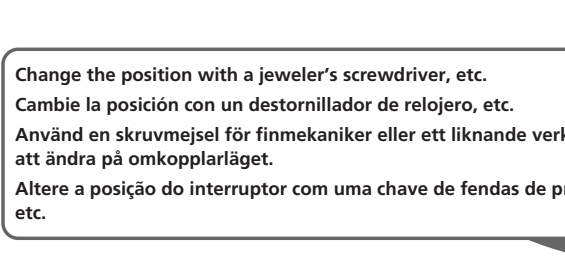 Change the position with a jeweler's screwdriver, etc.
Cambie la posición con un destornillador de relojero, etc.
Använd en skruvmejsel för finmekaniker eller ett liknande
att ändra på omkopplarläget.
Altere a posição do interruptor com uma chave de fendas de
etc.